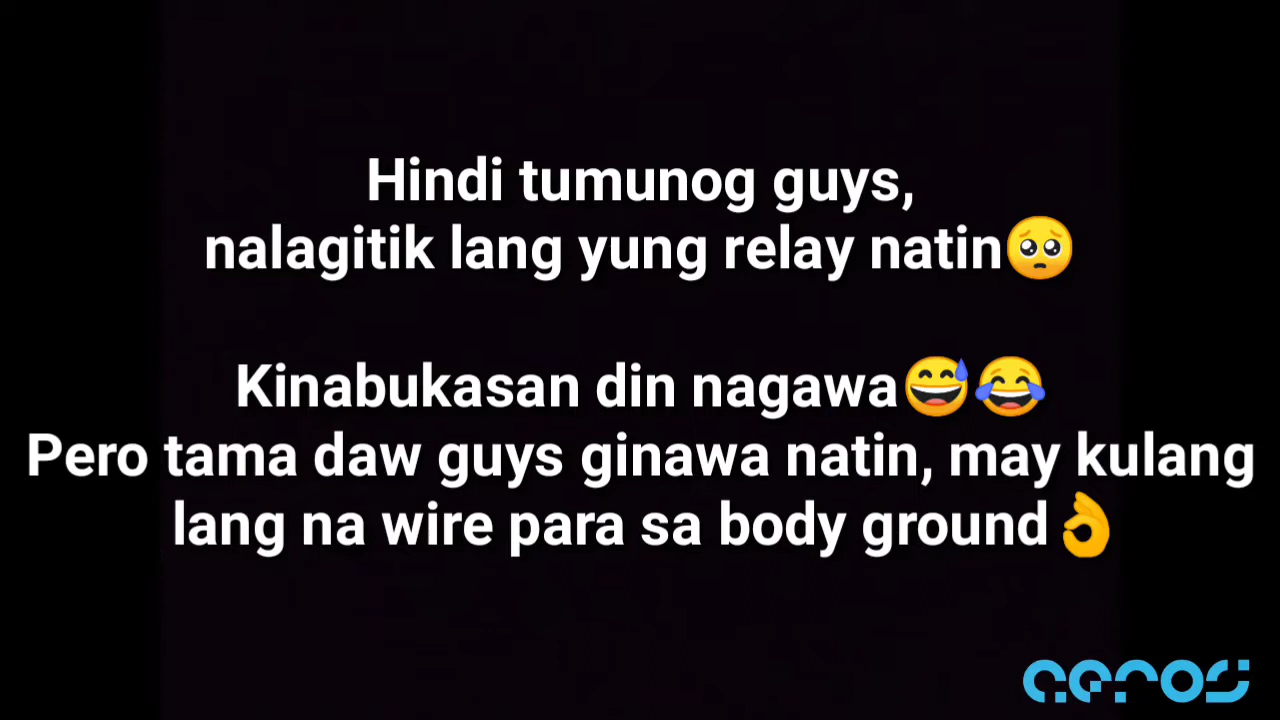 Hindi tumunog guys,
nalagitik lang yung relay natin🥺
Kinabukasan din nagawa😅😂
Pero tama daw guys ginawa natin, may kulang
lang na wire para sa body ground👌